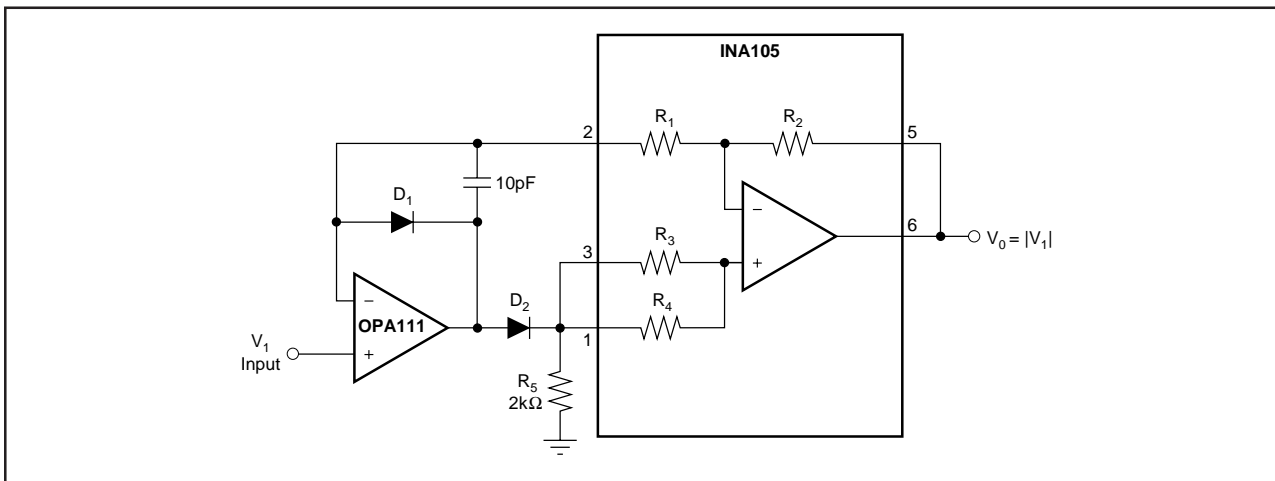 INA105
R1
R2
2
5
10pF
D1
R3
3
6
V0 = |V1|
D2
R4
OPA111
1
V1
Input
R5
2kΩ
−
+
−
+